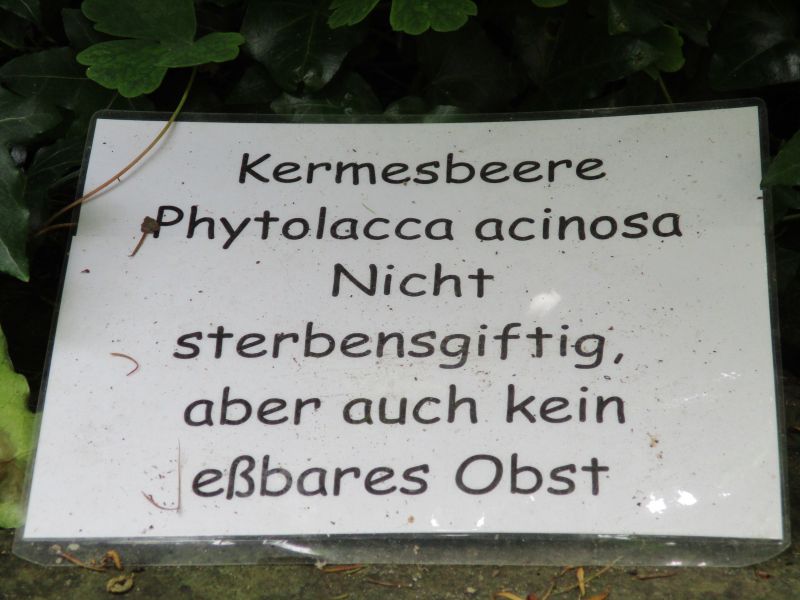 Kermesbeere
Phytolacca acinosa
Nicht
sterbensgiftig,
aber auch kein
eßbares Obst